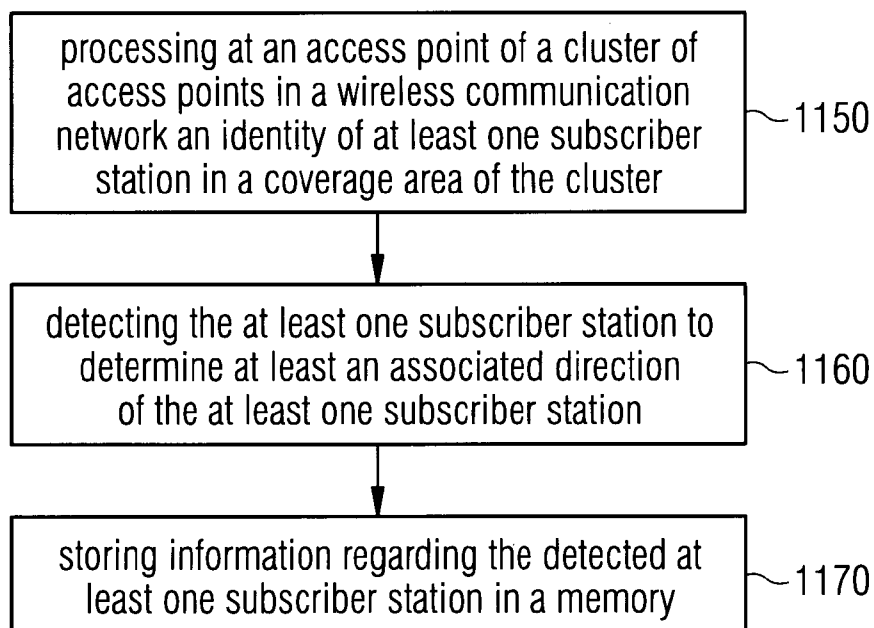 processing at an access point of a cluster of
access points in a wireless communication
network an identity of at least one subscriber
station in a coverage area of the cluster
1150
detecting the at least one subscriber station to
determine at least an associated direction
of the at least one subscriber station
1160
storing information regarding the detected at
least one subscriber station in a memory
1170